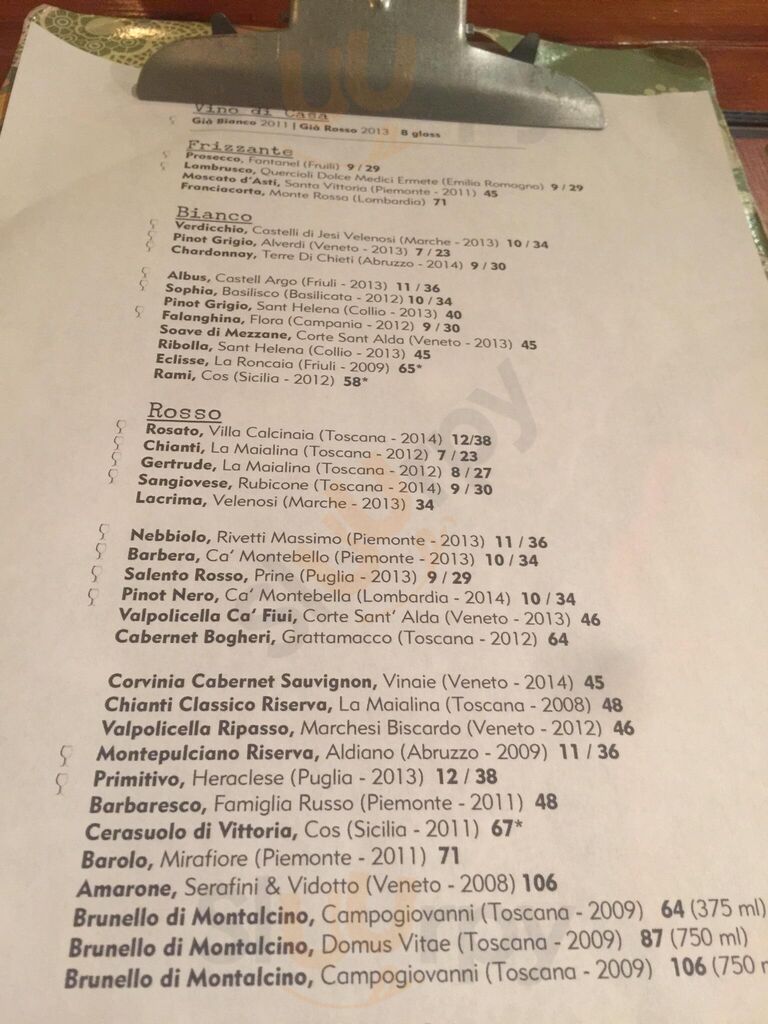 Vino di Casa
Già Bianco 2011 | Già Rosso 2013 8 glass
Frizzante
Prosecco, Fantanel (Fruili) 9 / 29
Lambrusco, Quercioli Dolce Medici Ermete (Emilia Romagna) 9 / 29
Moscato d'Asti, Santa Vittoria (Piemonte - 2011) 45
Franciacorta, Monte Rossa (Lombardia) 71
Bianco
Verdicchio, Castelli di Jesi Velenosi (Marche - 2013) 10 / 34
Pinot Grigio, Alverdi (Veneto - 2013) 7 / 23
Chardonnay, Terre Di Chieti (Abruzzo - 2014) 9 / 30
Albus, Castell Argo (Friuli - 2013) 11 / 36
Sophia, Basilisco (Basilicata - 2012) 10 / 34
Pinot Grigio, Sant Helena (Collio - 2013) 40
Falanghina, Flora (Campania - 2012) 9 / 30
Soave di Mezzane, Corte Sant Alda (Veneto - 2013) 45
Ribolla, Sant Helena (Collio - 2013) 45
Eclisse, La Roncaia (Friuli - 2009) 65*
Rami, Cos (Sicilia - 2012) 58*
Rosso
Rosato, Villa Calcinaia (Toscana - 2014) 12/38
Chianti, La Maialina (Toscana - 2012) 7 / 23
Gertrude, La Maialina (Toscana - 2012) 8 / 27
Sangiovese, Rubicone (Toscana - 2014) 9 / 30
Lacrima, Velenosi (Marche - 2013) 34
Nebbiolo, Rivetti Massimo (Piemonte - 2013) 11 / 36
Barbera, Ca' Montebello (Piemonte - 2013) 10 / 34
Salento Rosso, Prine (Puglia - 2013) 9 / 29
Pinot Nero, Ca' Montebella (Lombardia - 2014) 10 / 34
Valpolicella Ca' Fiui, Corte Sant' Alda (Veneto - 2013) 46
Cabernet Bogheri, Grattamacco (Toscana - 2012) 64
Corvinia Cabernet Sauvignon, Vinaie (Veneto - 2014) 45
Chianti Classico Riserva, La Maialina (Toscana - 2008) 48
Valpolicella Ripasso, Marchesi Biscardo (Veneto - 2012) 46
Montepulciano Riserva, Aldiano (Abruzzo - 2009) 11 / 36
Primitivo, Heraclese (Puglia - 2013) 12 / 38
Barbaresco, Famiglia Russo (Piemonte - 2011) 48
Cerasuolo di Vittoria, Cos (Sicilia - 2011) 67*
Barolo, Mirafiore (Piemonte - 2011) 71
Amarone, Serafini & Vidotto (Veneto - 2008) 106
Brunello di Montalcino, Campogiovanni (Toscana - 2009) 64 (375 ml)
Brunello di Montalcino, Domus Vitae (Toscana - 2009) 87 (750 ml)
Brunello di Montalcino, Campogiovanni (Toscana - 2009) 106 (750